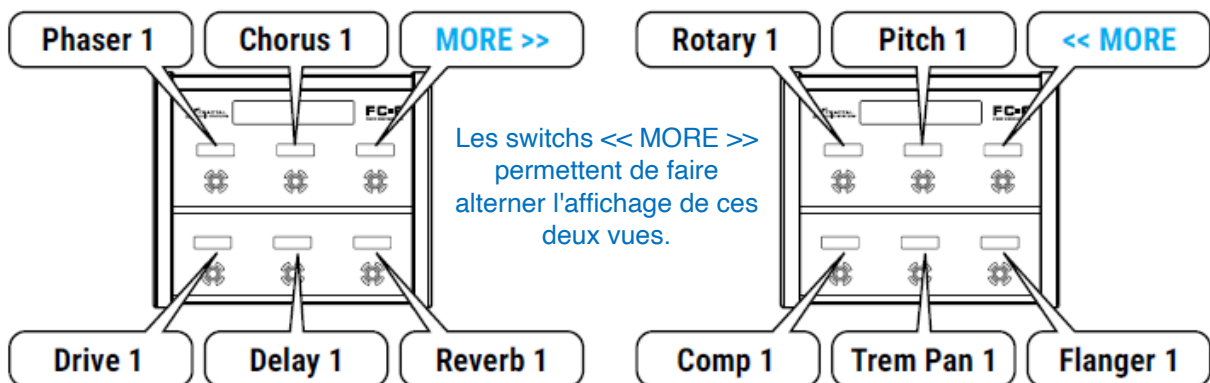 Phaser 1 Chorus 1 MORE >> Rotary 1 Pitch 1 << MORE
Les switchs << MORE >>
permettent de faire
alterner l'affichage de ces
deux vues.
Drive 1 Delay 1 Reverb 1 Comp 1 Trem Pan 1 Flanger 1